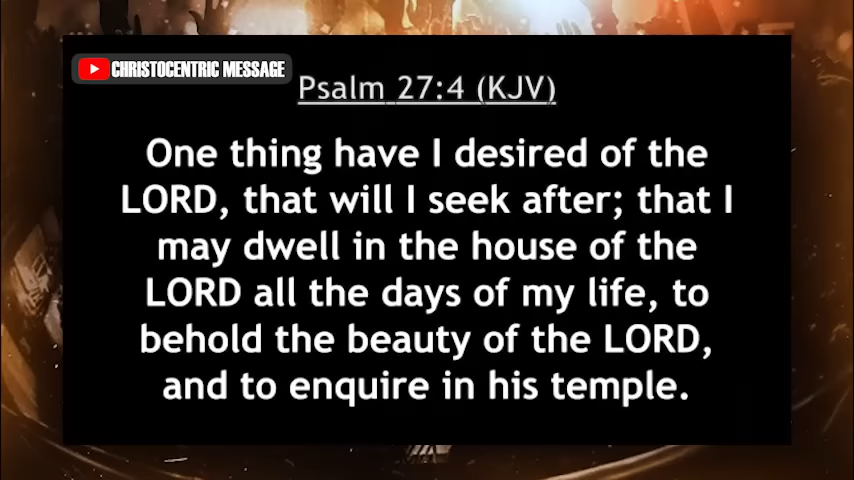 CHRISTOCENTRIC MESSAGE
Psalm 27:4 (KJV)
One thing have I desired of the
LORD, that will I seek after; that I
may dwell in the house of the
LORD all the days of my life, to
behold the beauty of the LORD,
and to enquire in his temple.